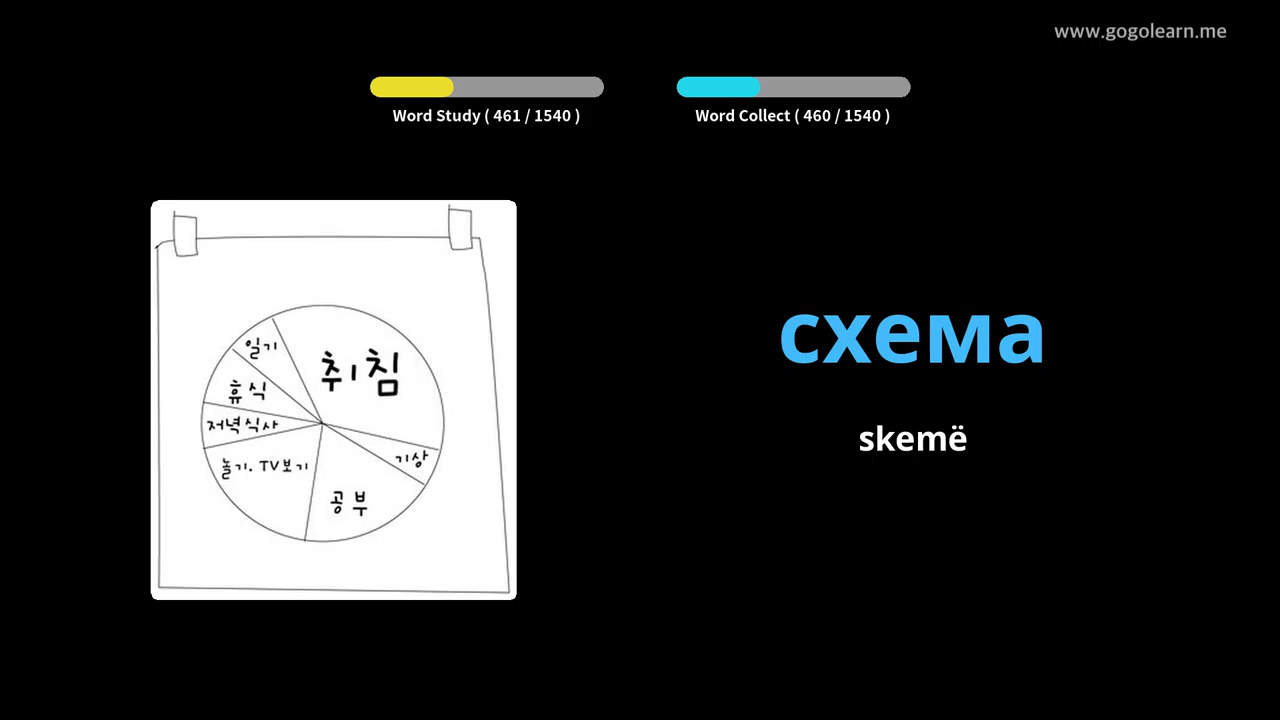 www.gogolearn.me
Word Study ( 461 / 1540 )
Word Collect ( 460 / 1540 )
일기
취침
휴식
저녁식사
기상
놀기. TV보기
공부
схема
skemë